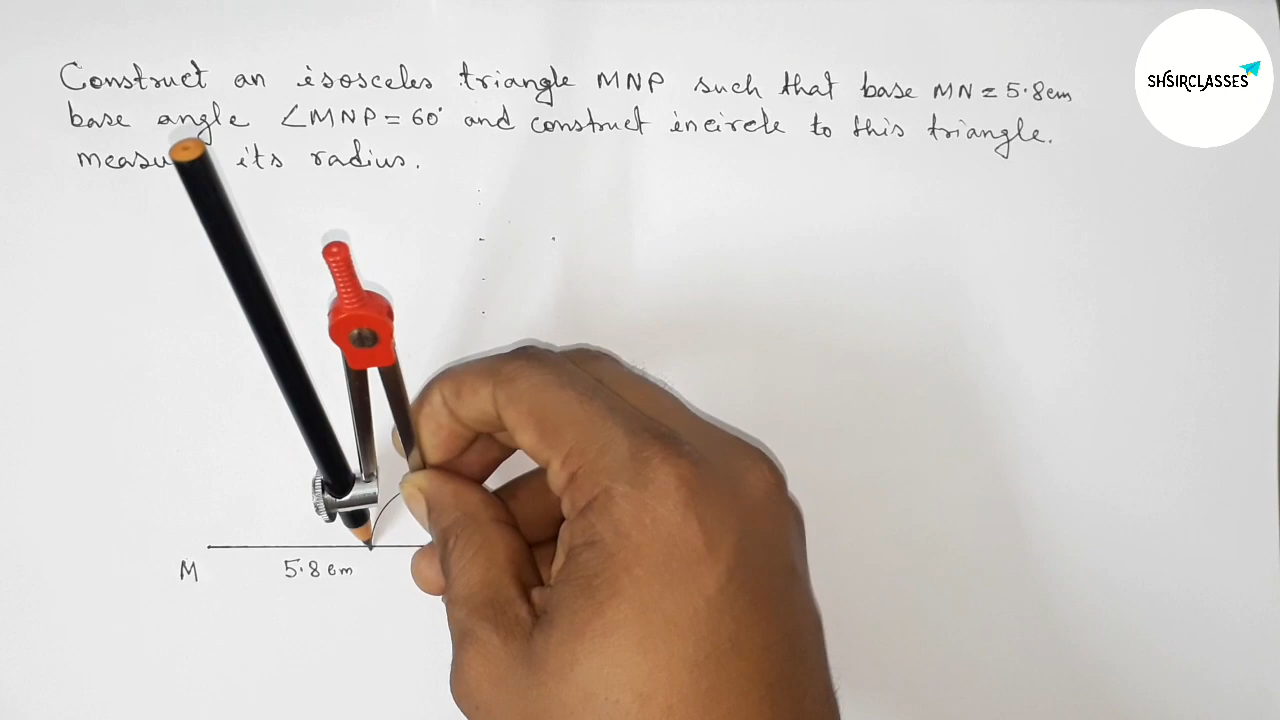 Construct an isosceles triangle MNP such that base MN = 5.8cm
base angle ∠MNP = 60° and construct incircle to this triangle.
its radius.
SHSIRCLASSES
M 5.8 cm